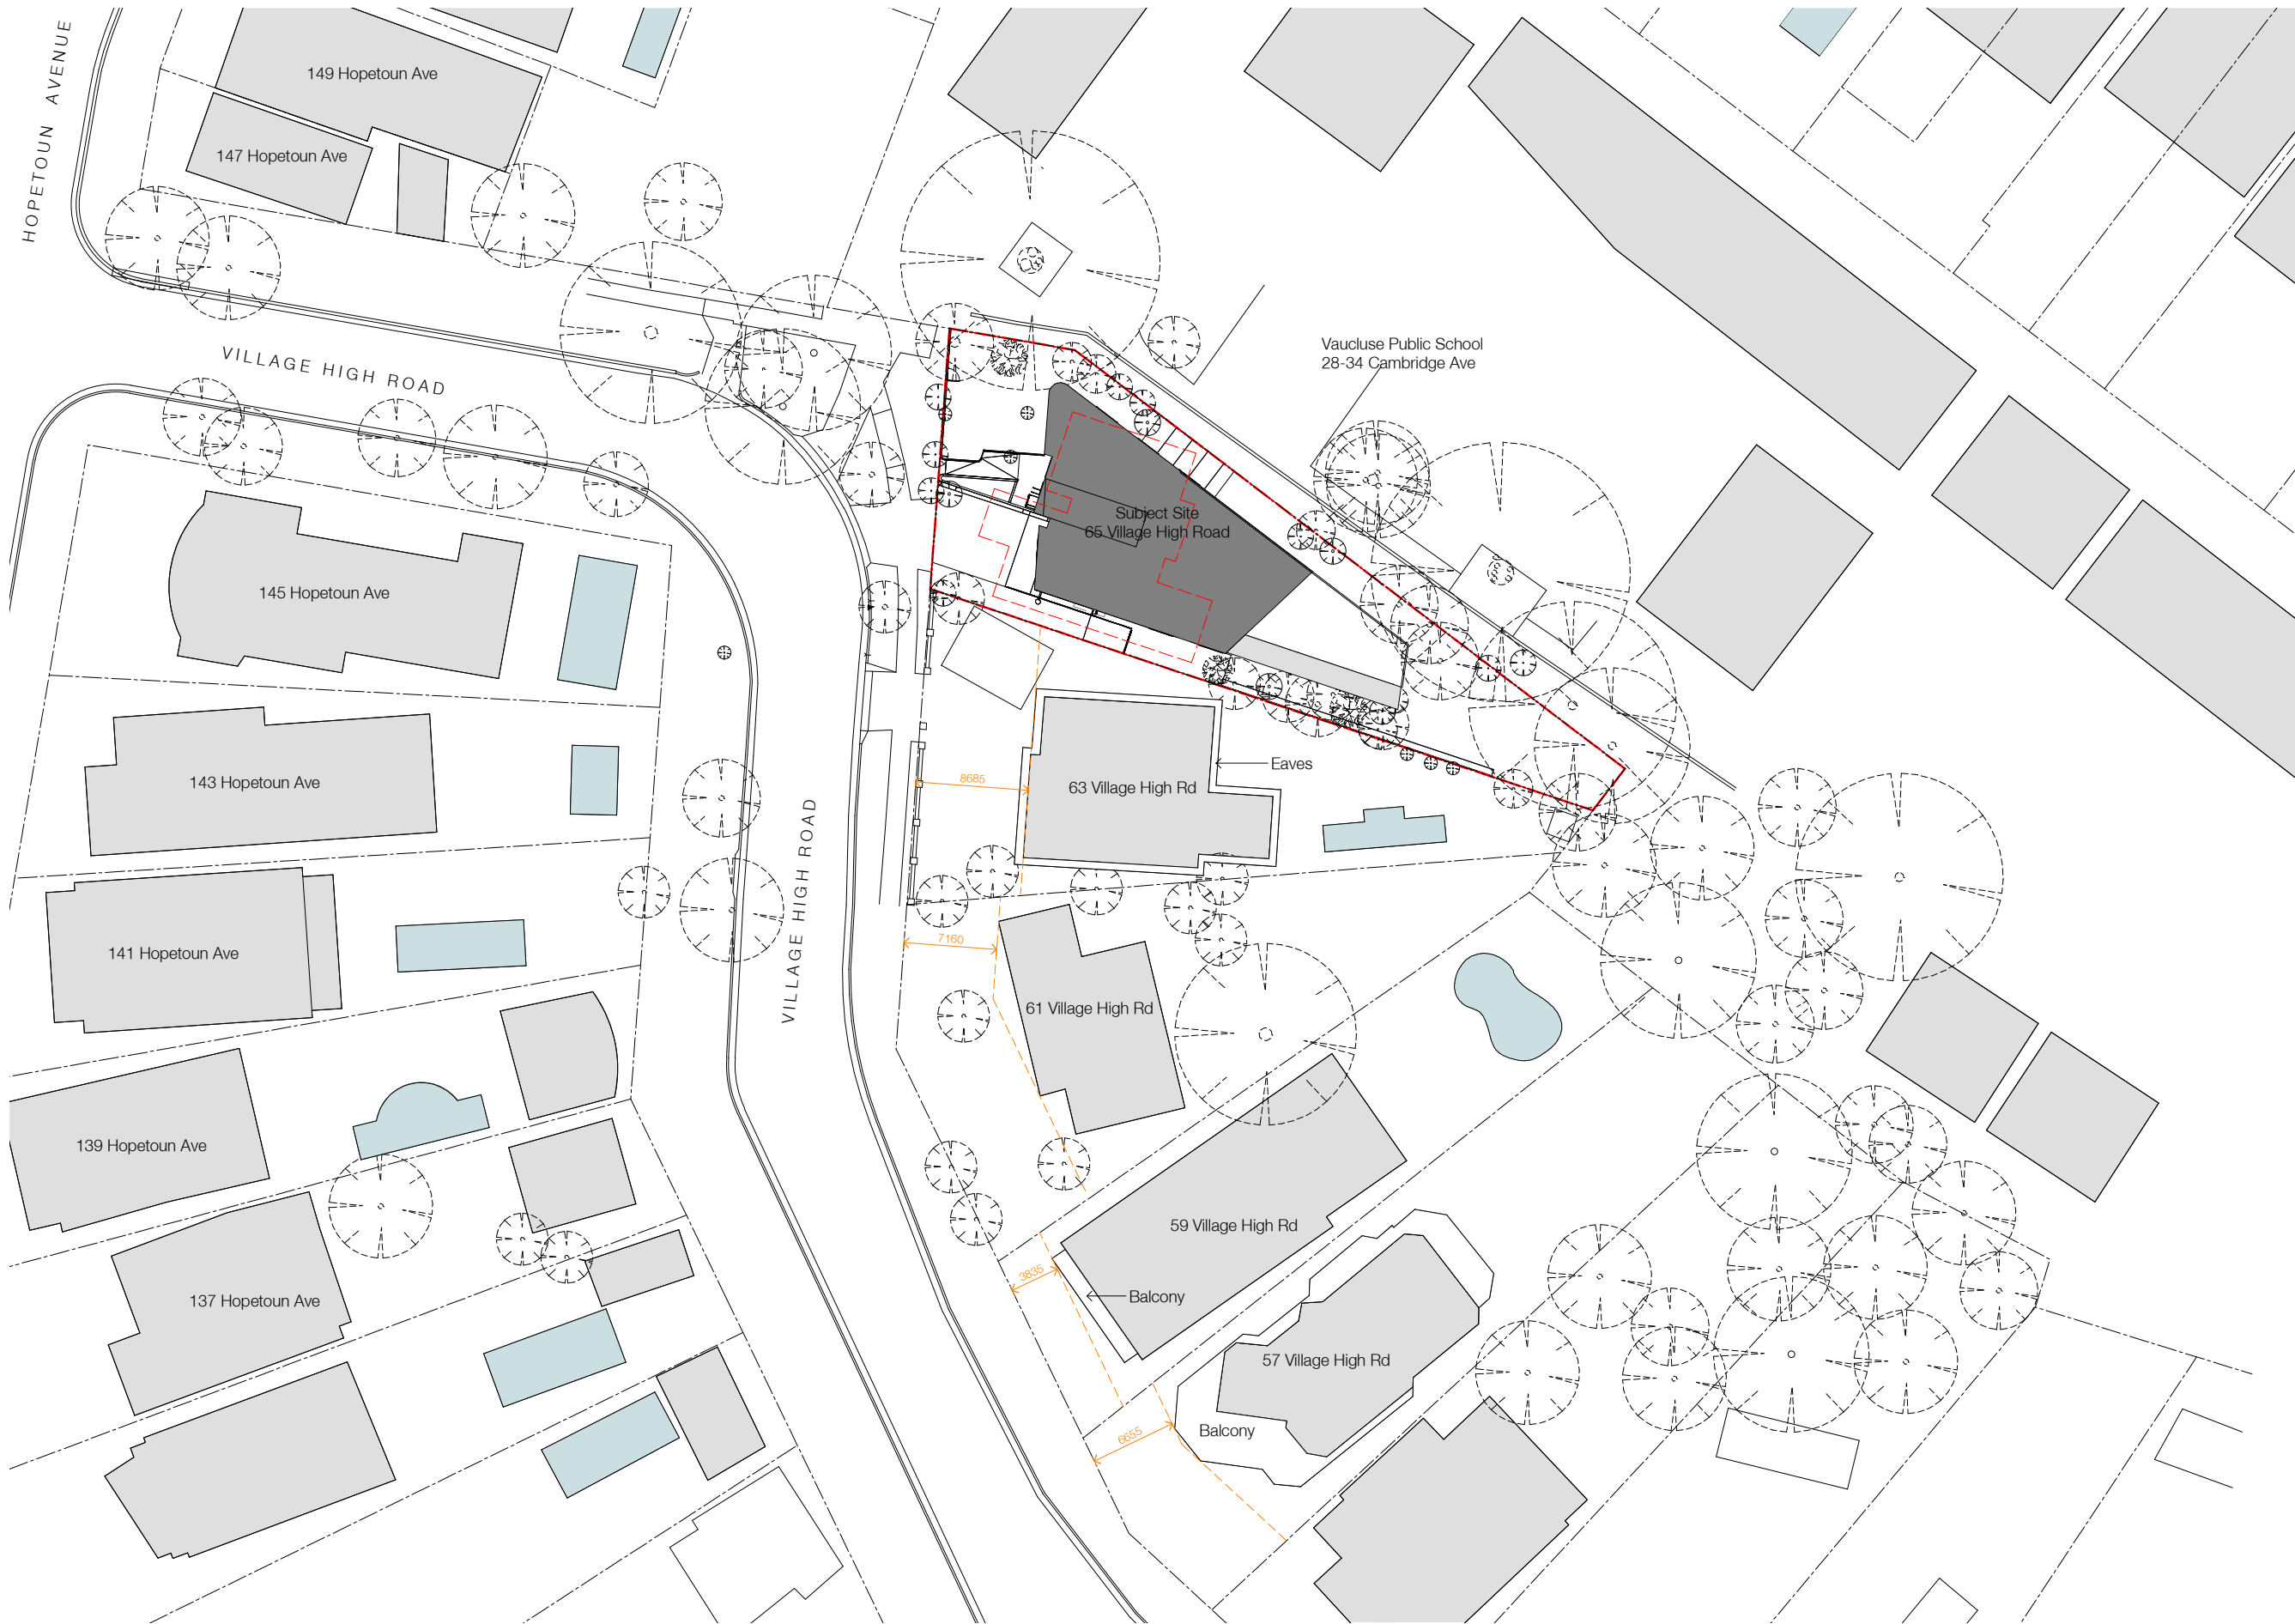 HOPETOUN AVENUE
149 Hopetoun Ave
147 Hopetoun Ave
VILLAGE HIGH ROAD
Vaucluse Public School
28-34 Cambridge Ave
Subject Site
65 Village High Road
145 Hopetoun Ave
143 Hopetoun Ave
8685
63 Village High Rd
Eaves
VILLAGE HIGH ROAD
141 Hopetoun Ave
7160
61 Village High Rd
139 Hopetoun Ave
59 Village High Rd
3835
Balcony
137 Hopetoun Ave
57 Village High Rd
6655
Balcony